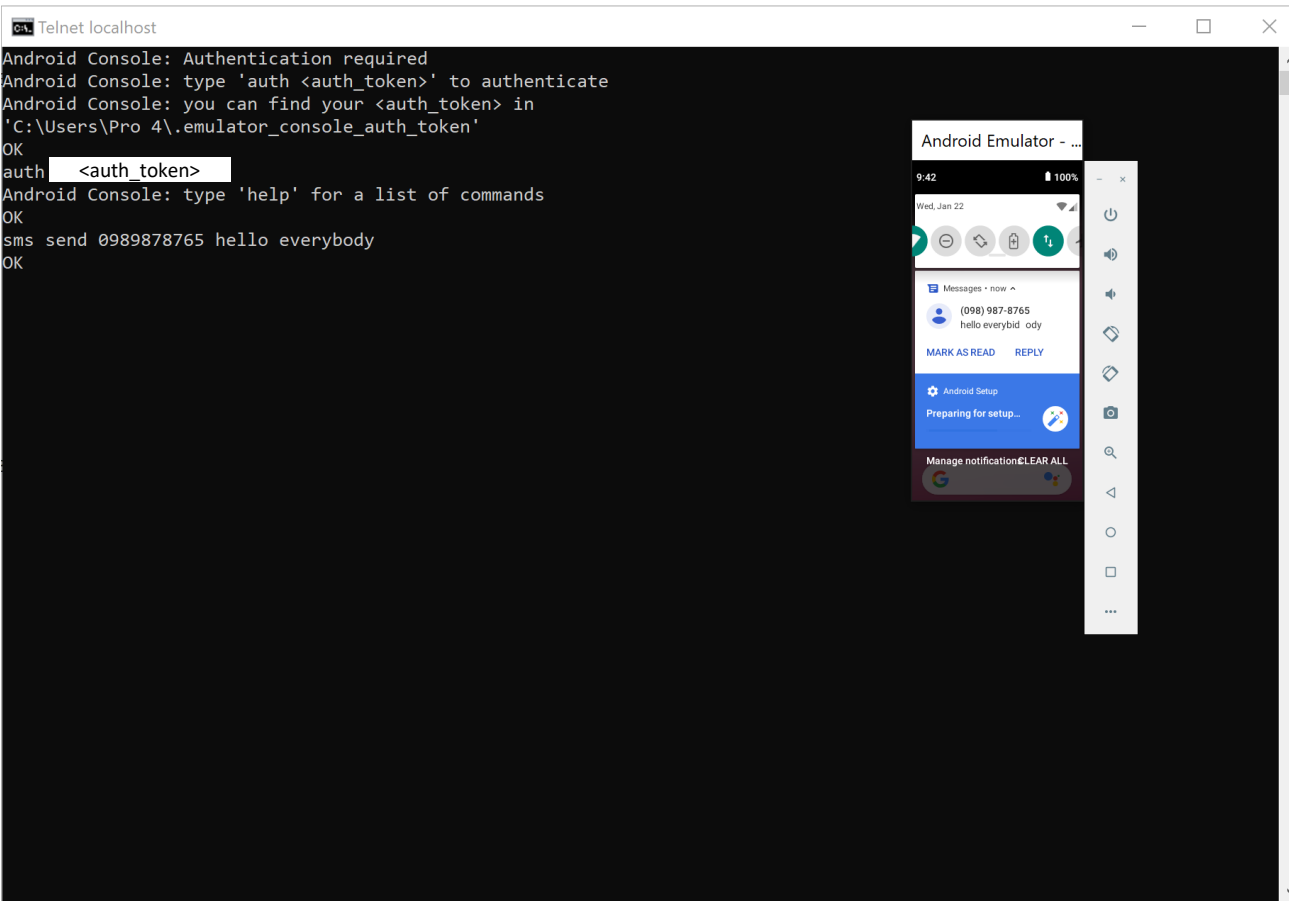 Telnet localhost
Android Console: Authentication required
Android Console: type 'auth <auth_token>' to authenticate
Android Console: you can find your <auth_token> in
'C:\Users\Pro 4\.emulator_console_auth_token'
OK
auth <auth_token>
Android Console: type 'help' for a list of commands
OK
sms send 0989878765 hello everybody
OK
Android Emulator - ...
9:42 100%
Wed, Jan 22
Messages • now
(098) 987-8765
hello everybid ody
MARK AS READ REPLY
Android Setup
Preparing for setup...
Manage notifications CLEAR ALL